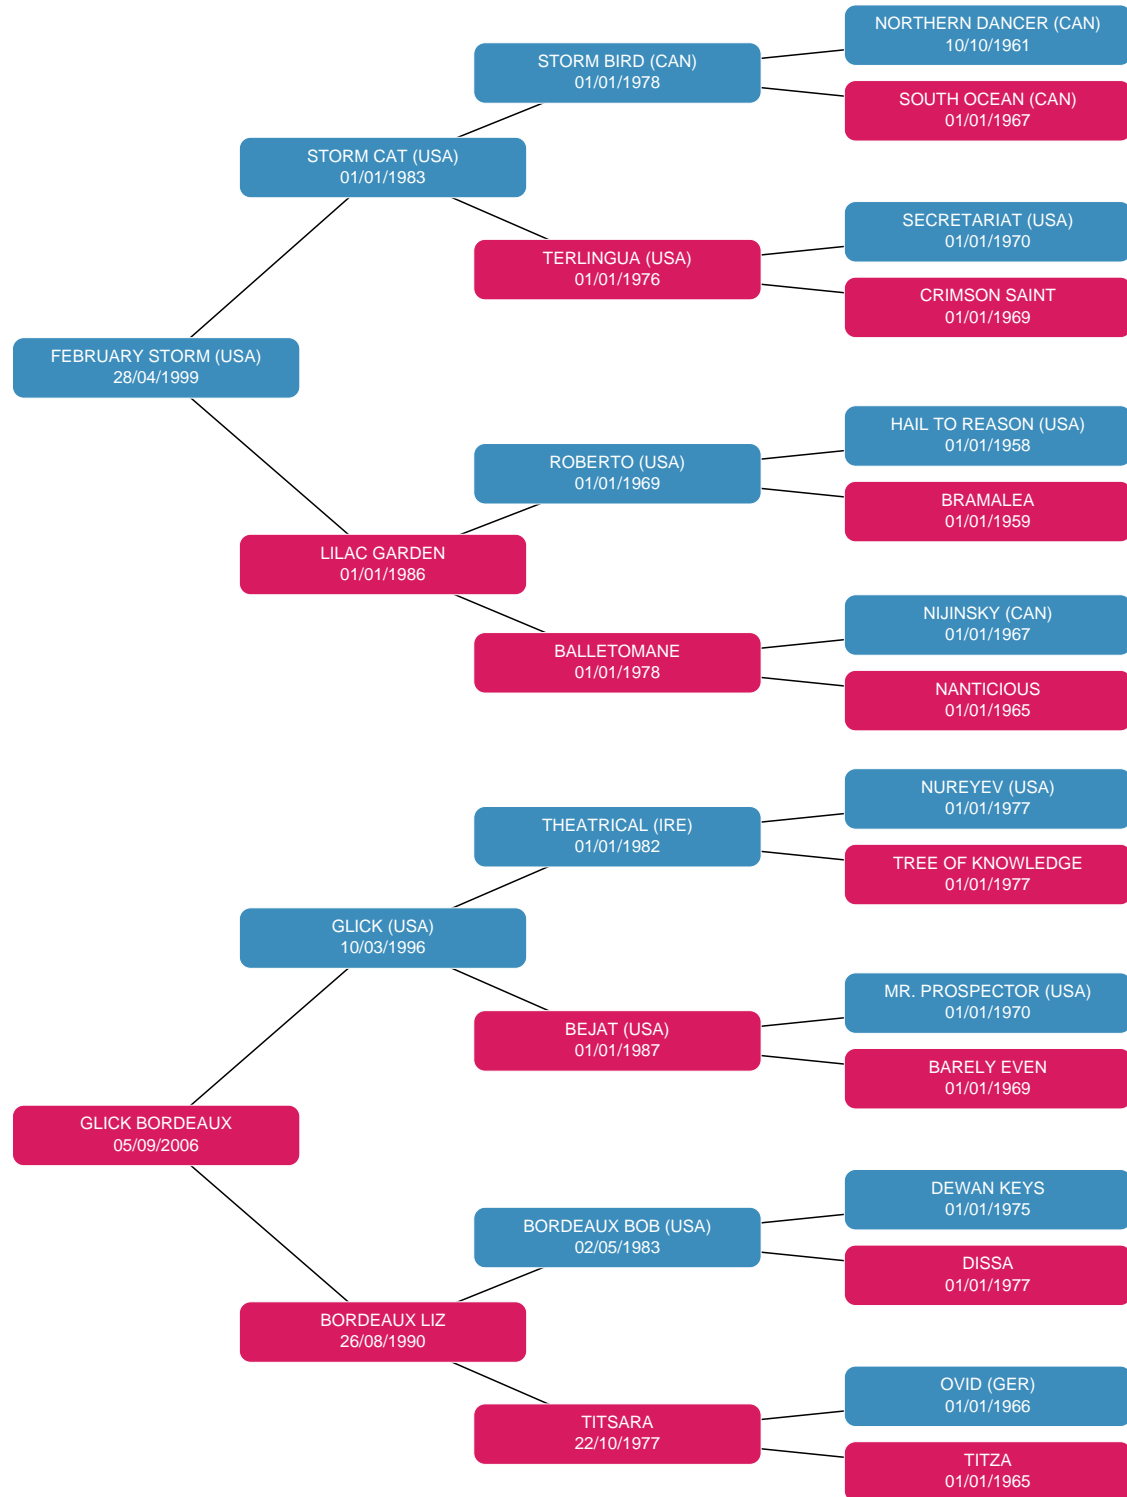 NORTHERN DANCER (CAN)
10/10/1961
STORM BIRD (CAN)
01/01/1978
SOUTH OCEAN (CAN)
01/01/1967
STORM CAT (USA)
01/01/1983
SECRETARIAT (USA)
01/01/1970
TERLINGUA (USA)
01/01/1976
CRIMSON SAINT
01/01/1969
FEBRUARY STORM (USA)
28/04/1999
HAIL TO REASON (USA)
01/01/1958
ROBERTO (USA)
01/01/1969
BRAMALEA
01/01/1959
LILAC GARDEN
01/01/1986
NIJINSKY (CAN)
01/01/1967
BALLETOMANE
01/01/1978
NANTICIOUS
01/01/1965
NUREYEV (USA)
01/01/1977
THEATRICAL (IRE)
01/01/1982
TREE OF KNOWLEDGE
01/01/1977
GLICK (USA)
10/03/1996
MR. PROSPECTOR (USA)
01/01/1970
BEJAT (USA)
01/01/1987
BARELY EVEN
01/01/1969
GLICK BORDEAUX
05/09/2006
DEWAN KEYS
01/01/1975
BORDEAUX BOB (USA)
02/05/1983
DISSA
01/01/1977
BORDEAUX LIZ
26/08/1990
OVID (GER)
01/01/1966
TITSARA
22/10/1977
TITZA
01/01/1965